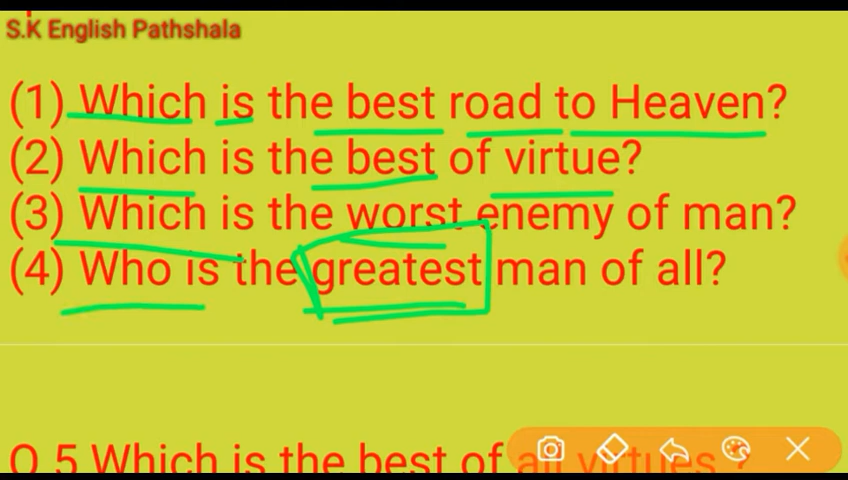 S.K English Pathshala
(1) Which is the best road to Heaven?
(2) Which is the best of virtue?
(3) Which is the worst enemy of man?
(4) Who is the greatest man of all?
Q.5 Which is the best of all virtues ?